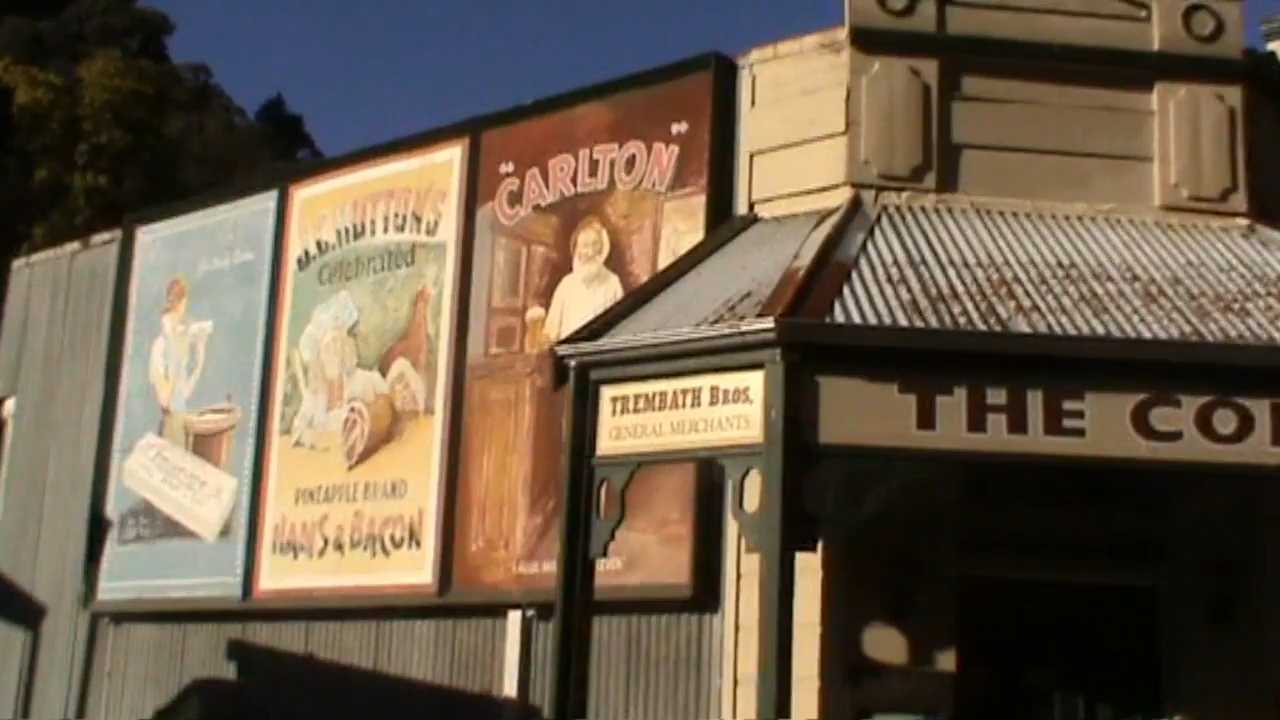 J.C. HUTTON'S
Celebrated
PINEAPPLE BRAND
HAMS & BACON
"CARLTON"
TREMBATH BROS,
GENERAL MERCHANTS
THE CO